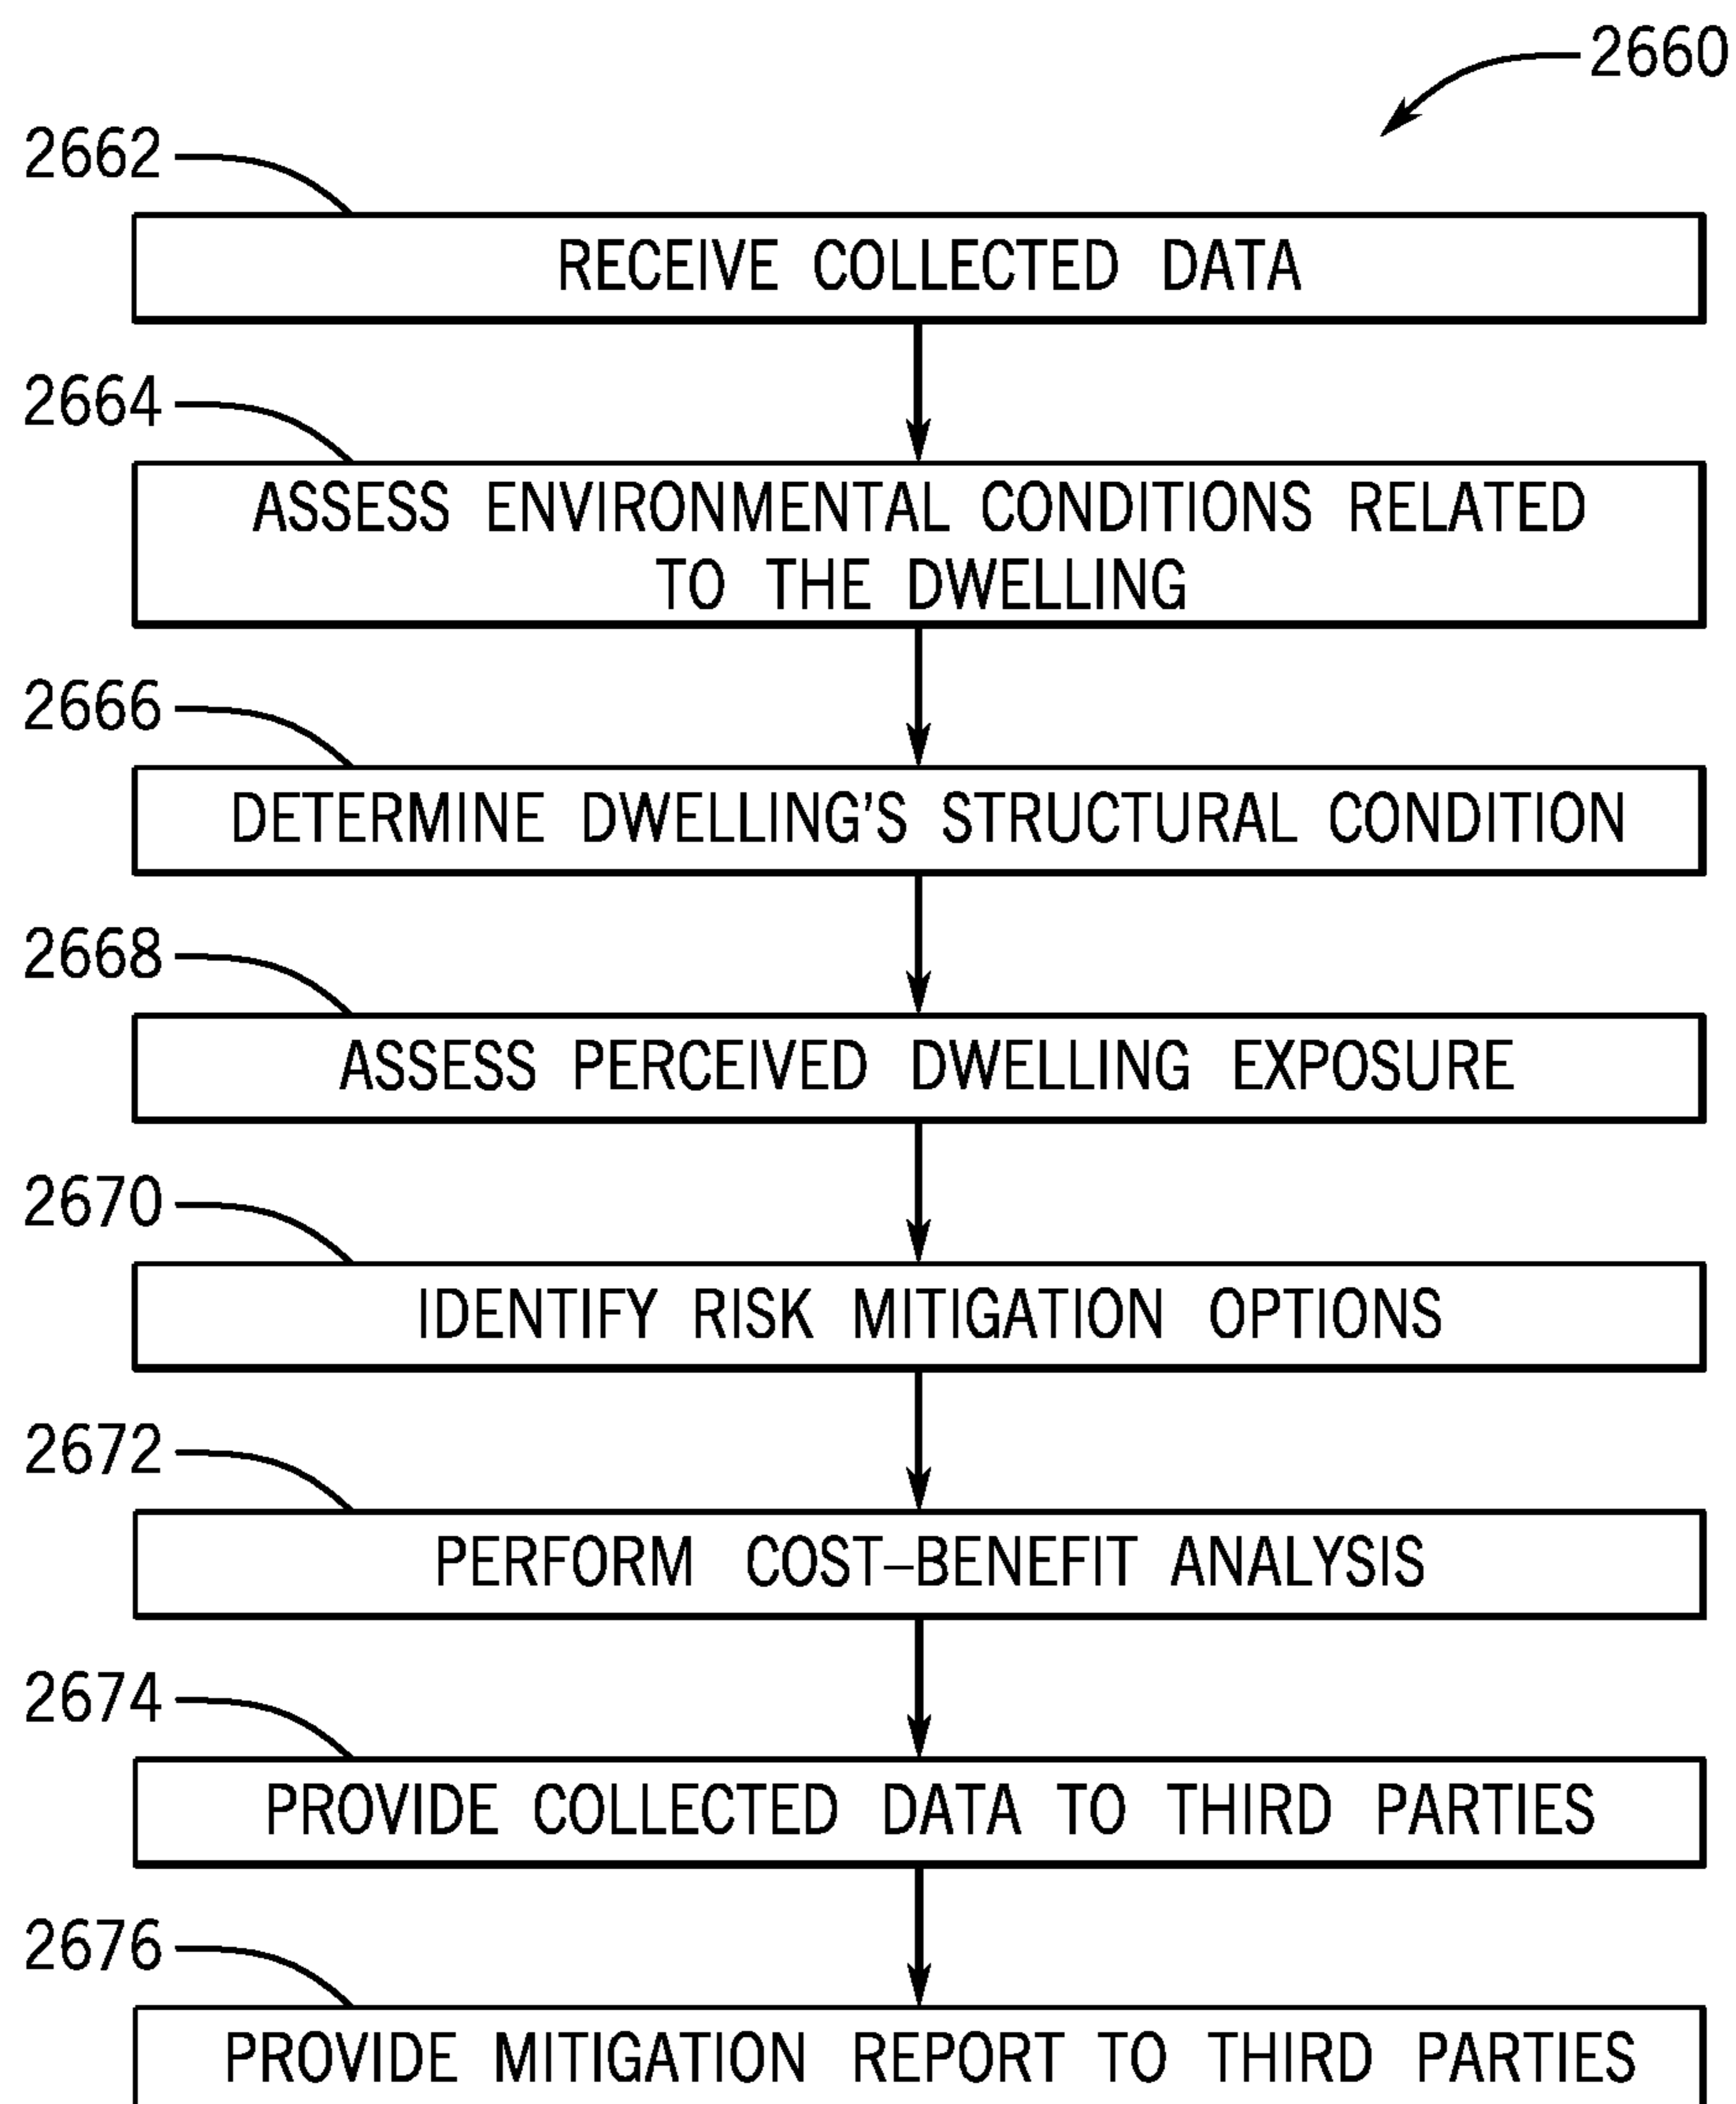 2660
2662
RECEIVE COLLECTED DATA
2664
ASSESS ENVIRONMENTAL CONDITIONS RELATED
TO THE DWELLING
2666
DETERMINE DWELLING'S STRUCTURAL CONDITION
2668
ASSESS PERCEIVED DWELLING EXPOSURE
2670
IDENTIFY RISK MITIGATION OPTIONS
2672
PERFORM COST–BENEFIT ANALYSIS
2674
PROVIDE COLLECTED DATA TO THIRD PARTIES
2676
PROVIDE MITIGATION REPORT TO THIRD PARTIES